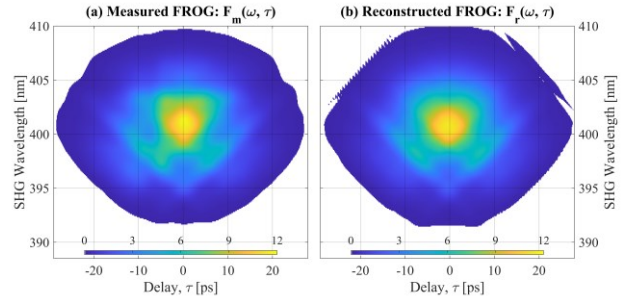 (a) Measured FROG: F_m(ω, τ)
(b) Reconstructed FROG: F_r(ω, τ)
SHG Wavelength [nm]
410
405
400
395
390
0 3 6 9 12
-20 -10 0 10 20
Delay, τ [ps]
0 3 6 9 12
-20 -10 0 10 20
Delay, τ [ps]
410
405
400
395
390
SHG Wavelength [nm]